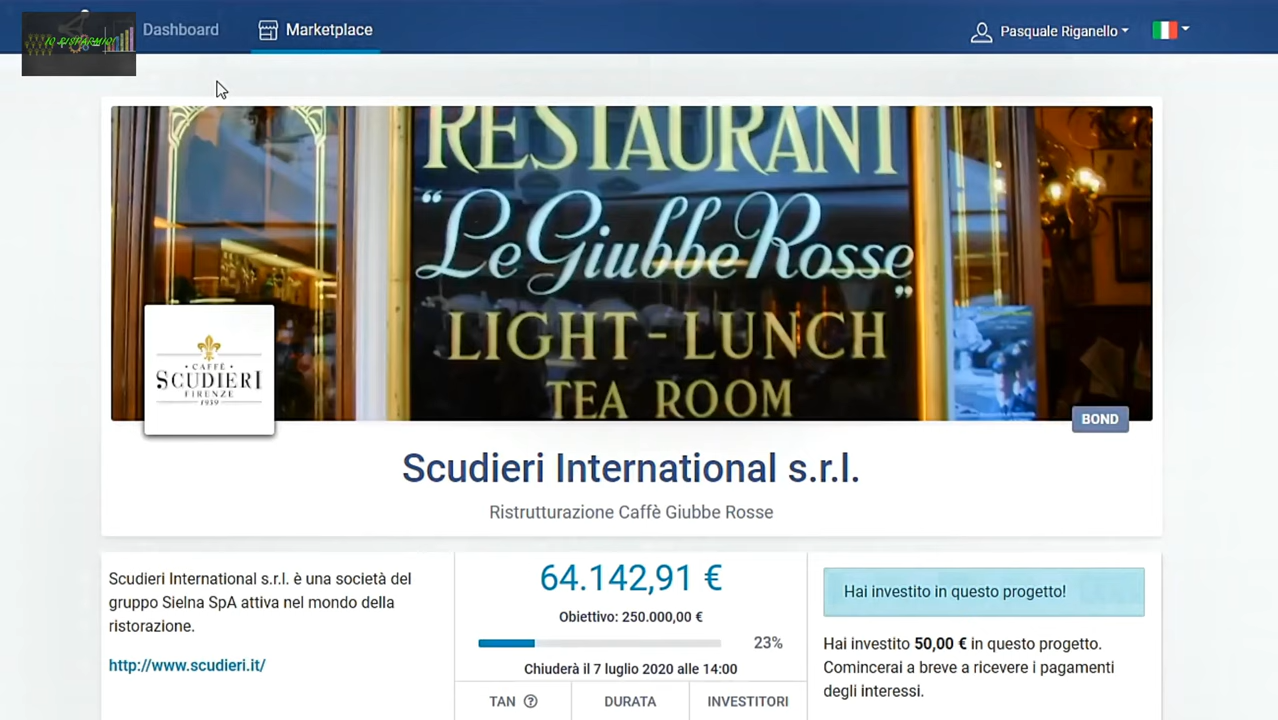 IO RISPARMIO!
Dashboard
Marketplace
Pasquale Riganello
RESTAURANT
"Le Giubbe Rosse"
LIGHT-LUNCH
TEA ROOM
CAFFÈ
SCUDIERI
FIRENZE
1939
BOND
Scudieri International s.r.l.
Ristrutturazione Caffè Giubbe Rosse
Scudieri International s.r.l. è una società del
gruppo Sielna SpA attiva nel mondo della
ristorazione.
http://www.scudieri.it/
64.142,91 €
Obiettivo: 250.000,00 €
23%
Chiuderà il 7 luglio 2020 alle 14:00
TAN
DURATA
INVESTITORI
Hai investito in questo progetto!
Hai investito 50,00 € in questo progetto.
Comincerai a breve a ricevere i pagamenti
degli interessi.